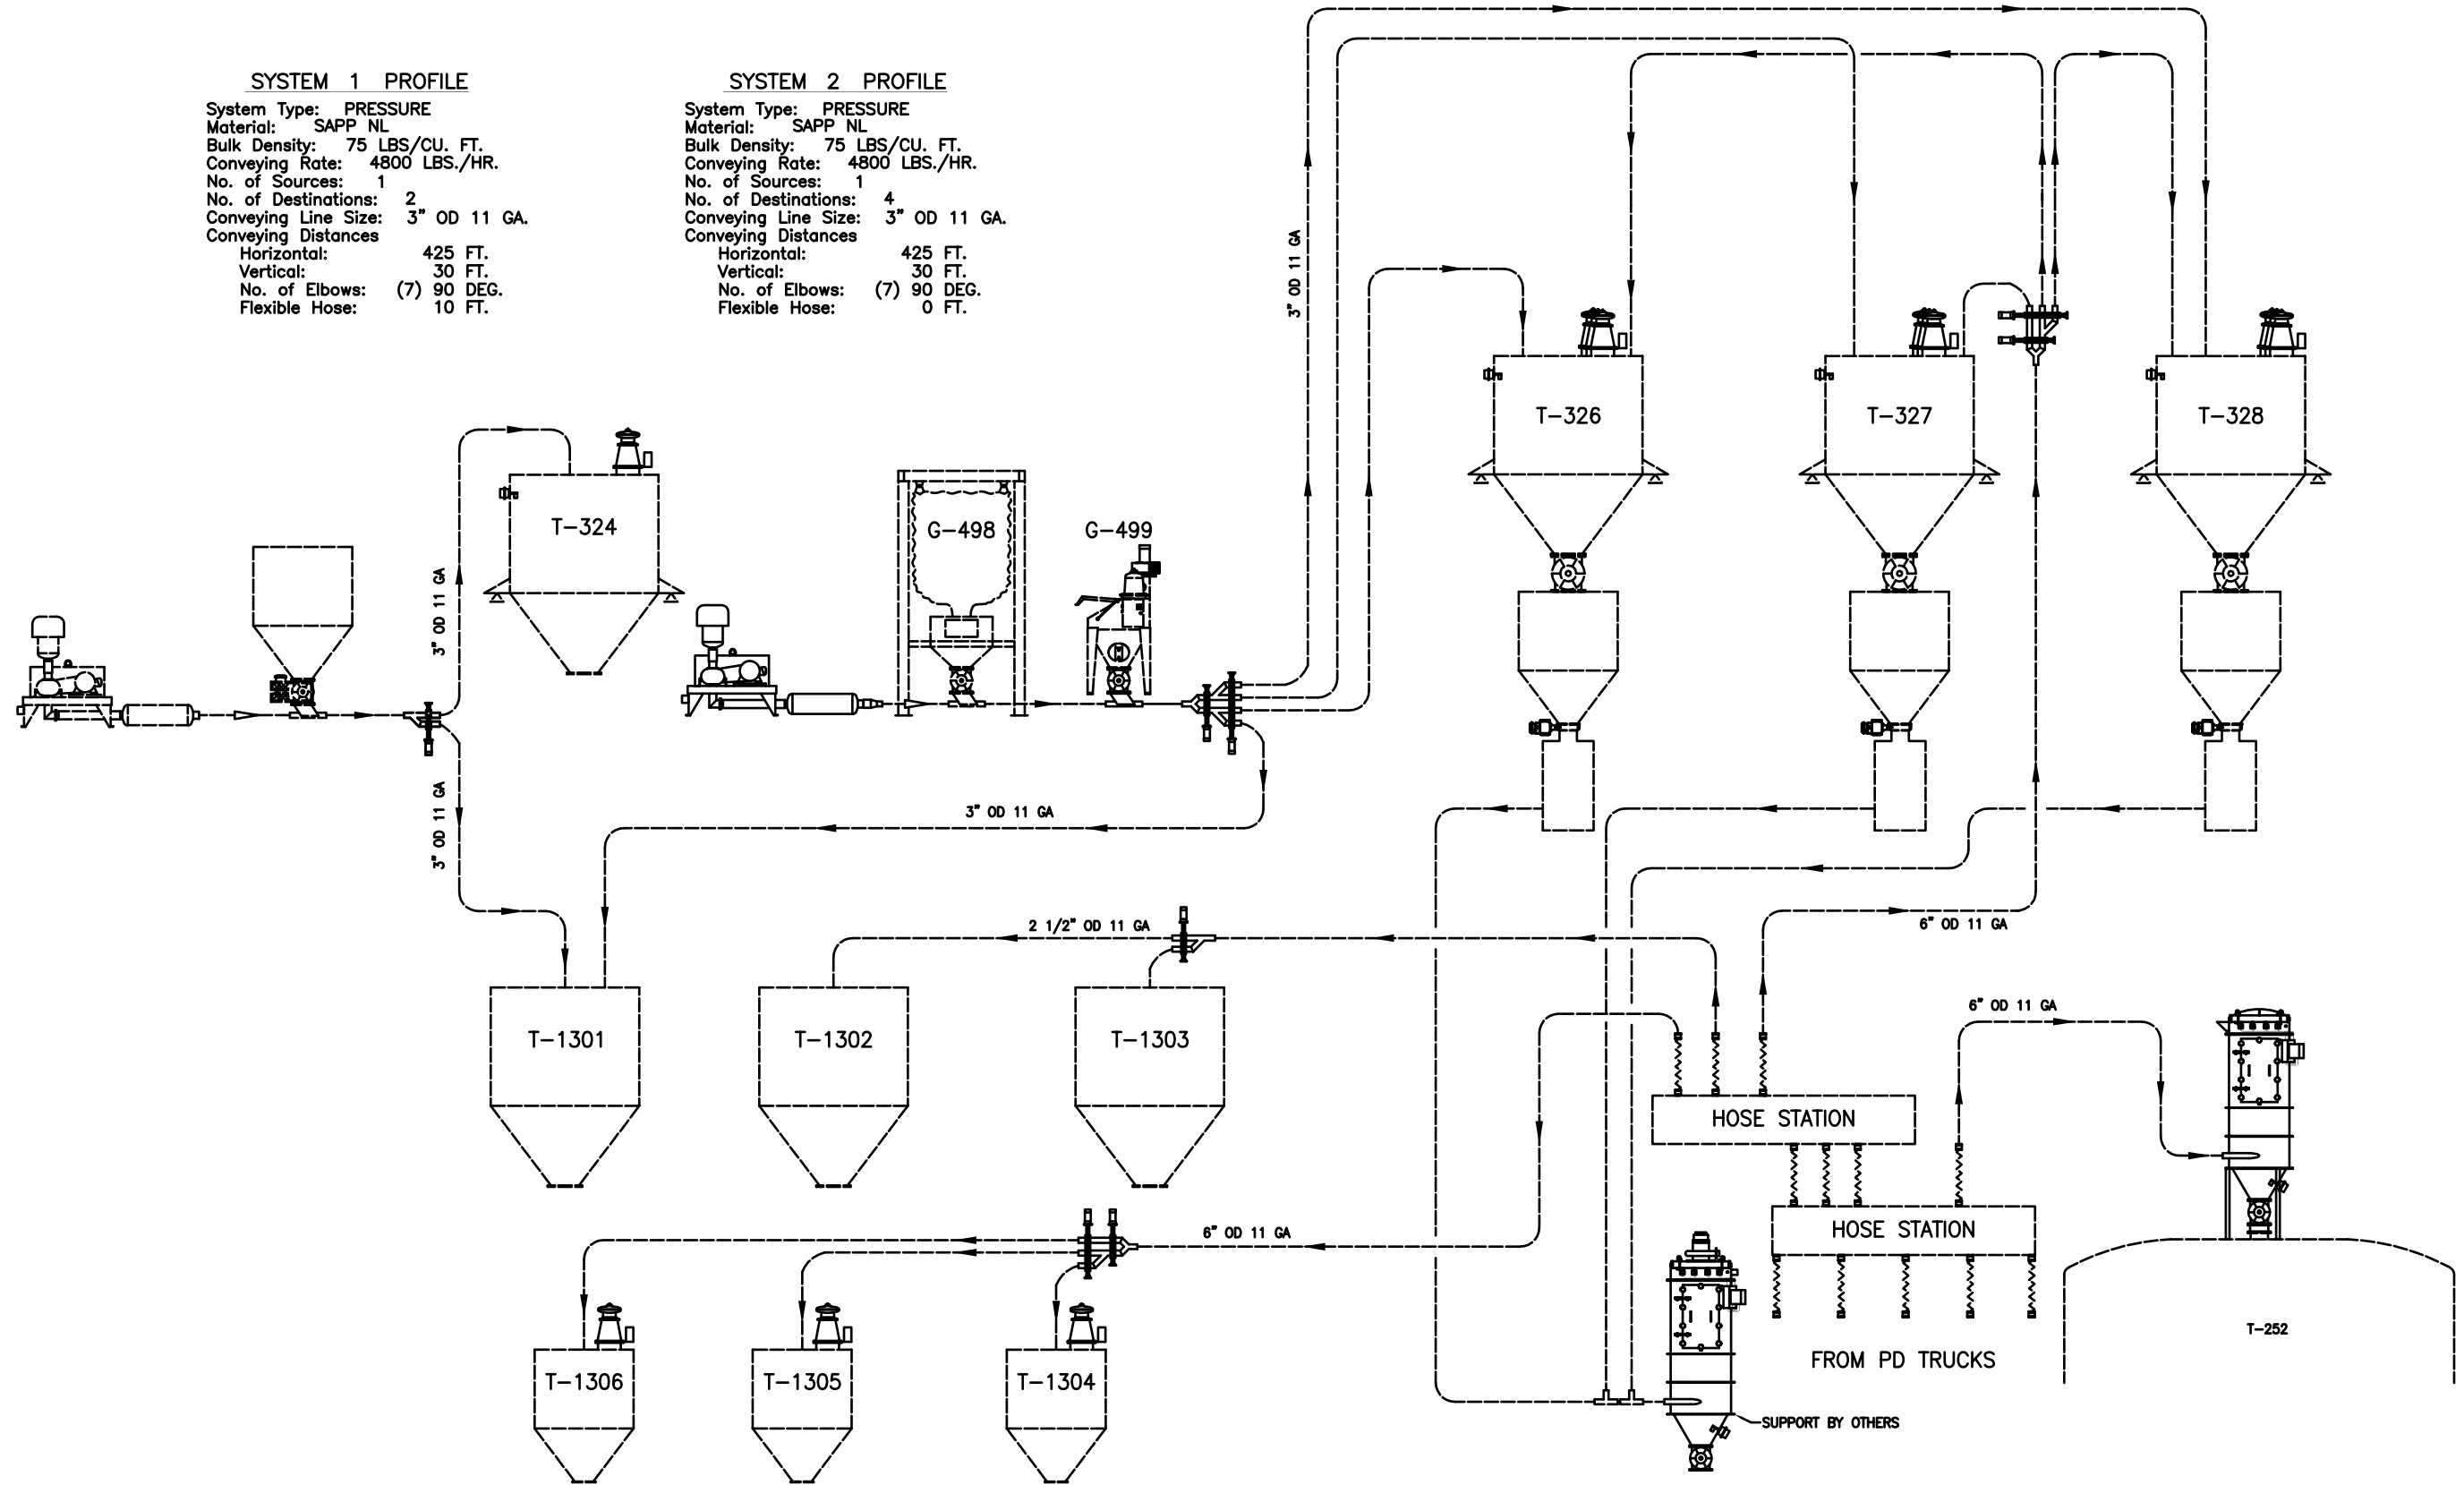 SYSTEM 1 PROFILE
System Type: PRESSURE
Material: SAPP NL
Bulk Density: 75 LBS/CU. FT.
Conveying Rate: 4800 LBS./HR.
No. of Sources: 1
No. of Destinations: 2
Conveying Line Size: 3" OD 11 GA.
Conveying Distances
Horizontal: 425 FT.
Vertical: 30 FT.
No. of Elbows: (7) 90 DEG.
Flexible Hose: 10 FT.
SYSTEM 2 PROFILE
System Type: PRESSURE
Material: SAPP NL
Bulk Density: 75 LBS/CU. FT.
Conveying Rate: 4800 LBS./HR.
No. of Sources: 1
No. of Destinations: 4
Conveying Line Size: 3" OD 11 GA.
Conveying Distances
Horizontal: 425 FT.
Vertical: 30 FT.
No. of Elbows: (7) 90 DEG.
Flexible Hose: 0 FT.
3" OD 11 GA
T-326
T-327
T-328
T-324
G-498
G-499
3" OD 11 GA
3" OD 11 GA
3" OD 11 GA
2 1/2" OD 11 GA
6" OD 11 GA
6" OD 11 GA
T-1301
T-1302
T-1303
HOSE STATION
HOSE STATION
6" OD 11 GA
T-252
FROM PD TRUCKS
T-1306
T-1305
T-1304
SUPPORT BY OTHERS